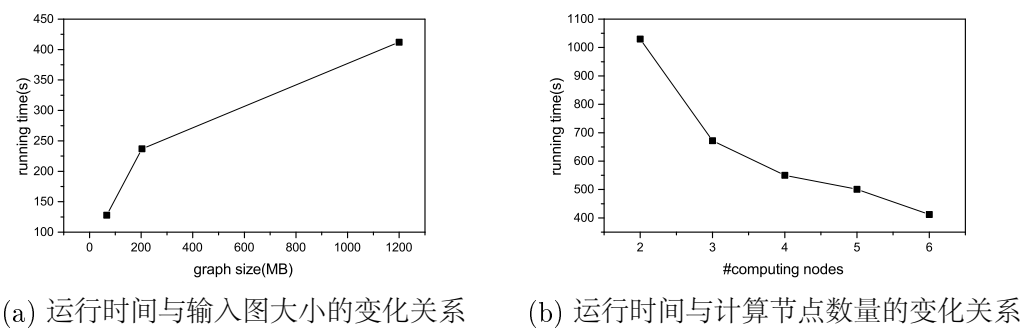 450
400
350
300
250
200
150
100
running time(s)
0 200 400 600 800 1000 1200
graph size(MB)
(a) 运行时间与输入图大小的变化关系
1100
1000
900
800
700
600
500
400
running time(s)
2 3 4 5 6
#computing nodes
(b) 运行时间与计算节点数量的变化关系